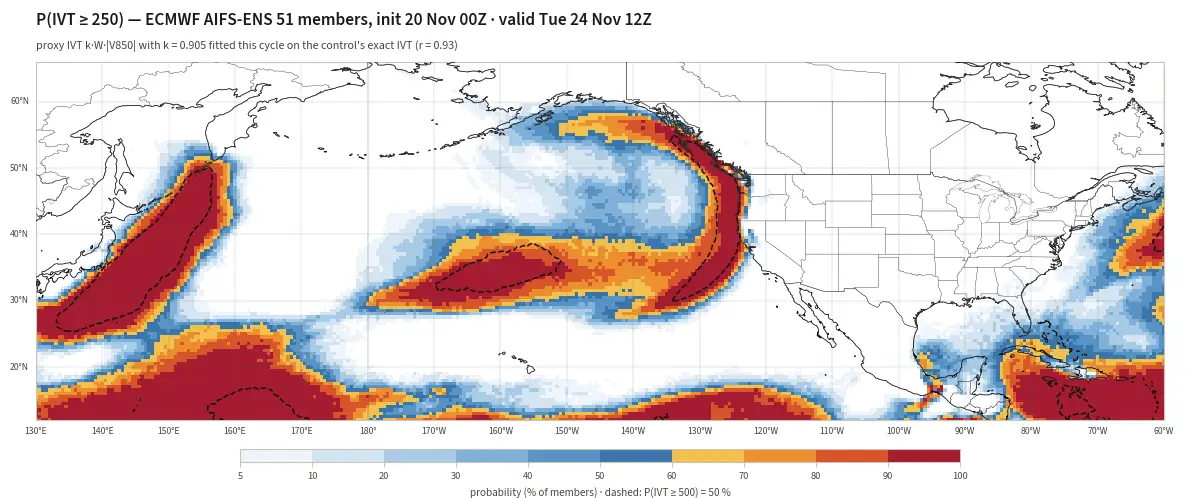 P(IVT ≥ 250) — ECMWF AIFS-ENS 51 members, init 20 Nov 00Z · valid Tue 24 Nov 12Z
proxy IVT k·W·|V850| with k = 0.905 fitted this cycle on the control's exact IVT (r = 0.93)
60°N
50°N
40°N
30°N
20°N
130°E 140°E 150°E 160°E 170°E 180° 170°W 160°W 150°W 140°W 130°W 120°W 110°W 100°W 90°W 80°W 70°W 60°W
5 10 20 30 40 50 60 70 80 90 100
probability (% of members) · dashed: P(IVT ≥ 500) = 50 %